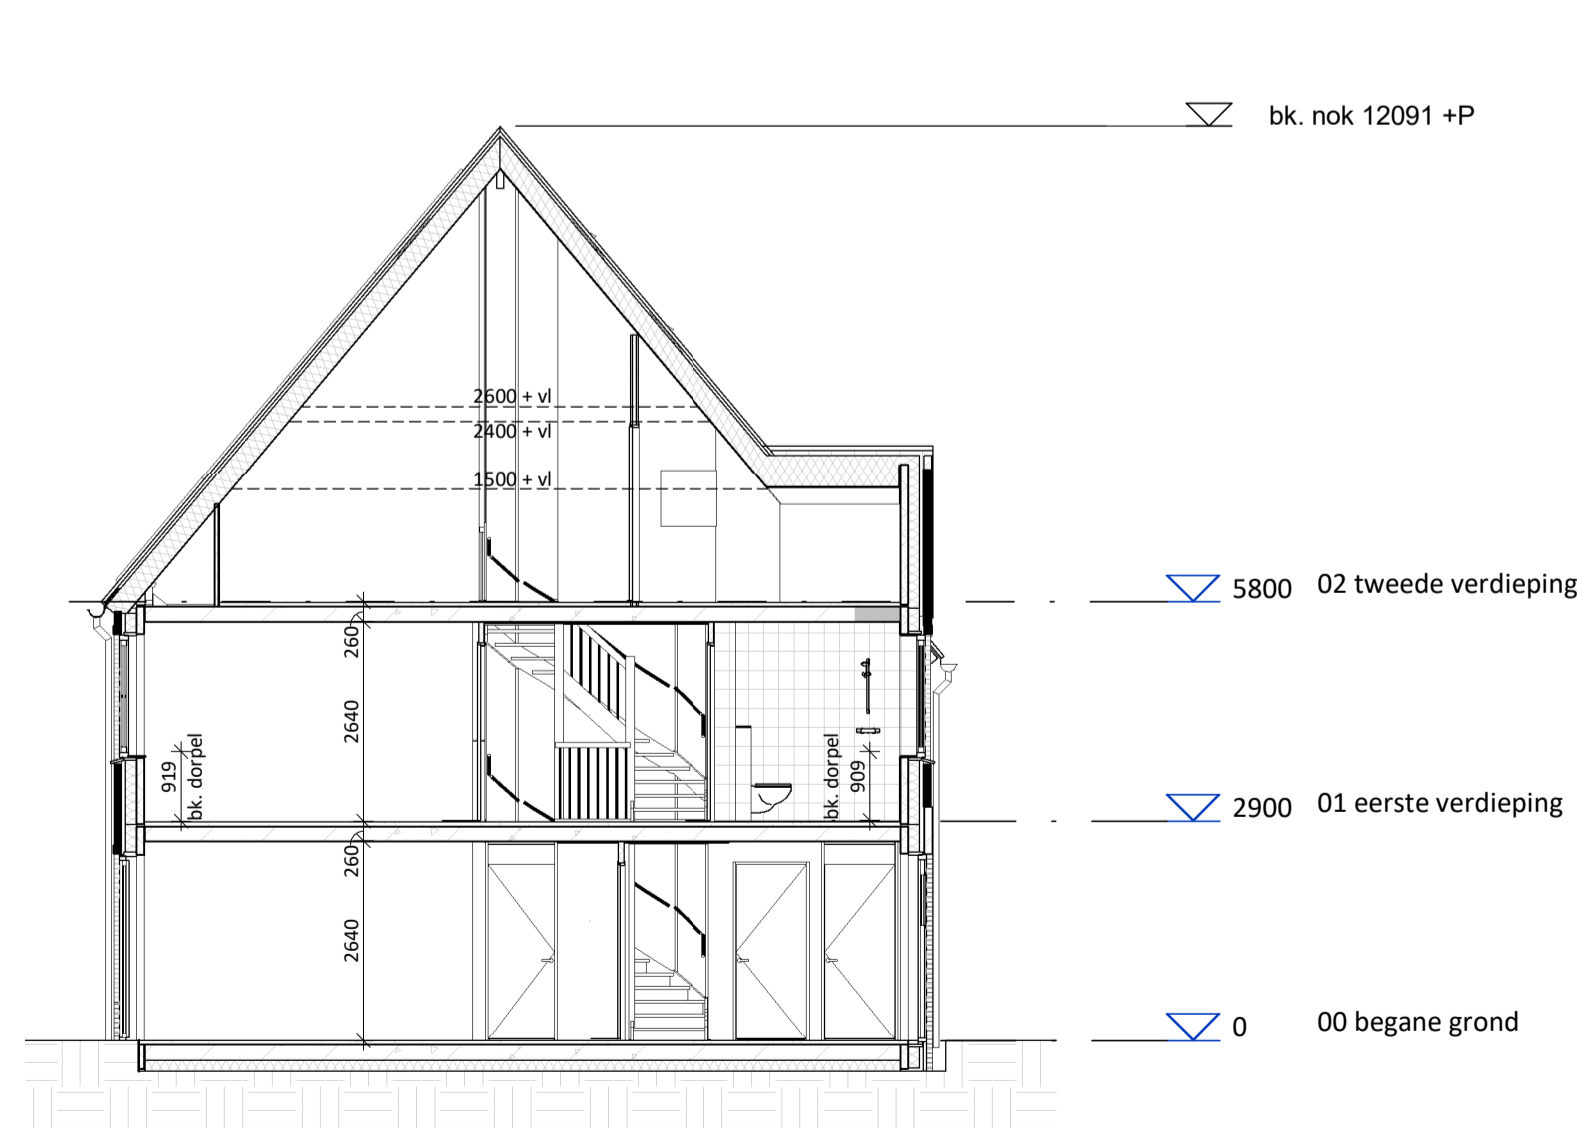 bk. nok 12091 +P
2600 + vl
2400 + vl
1500 + vl
5800 02 tweede verdieping
260
2640
919
bk. dorpel
bk. dorpel
909
2900 01 eerste verdieping
260
2640
0 00 begane grond